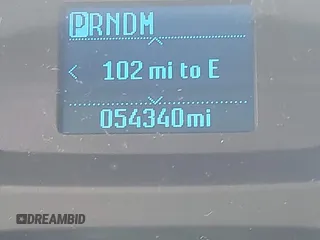 PRNDM
102 mi to E
054340mi
DREAMBID